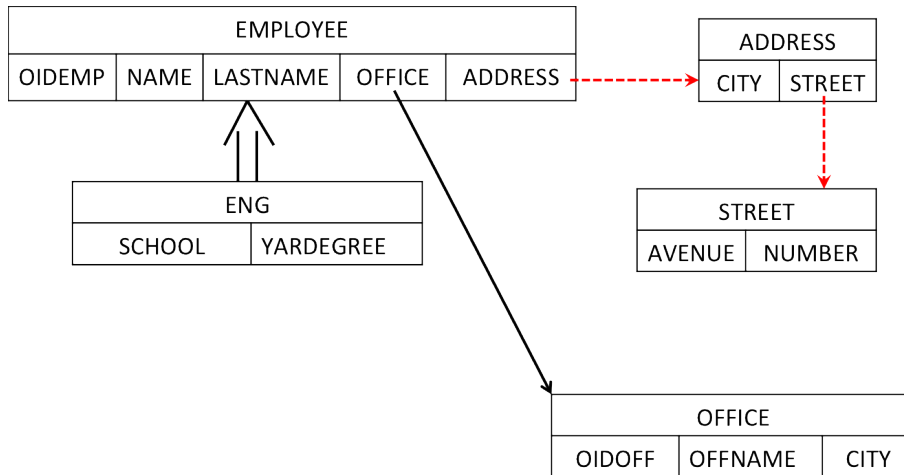 EMPLOYEE
OIDEMP NAME LASTNAME OFFICE ADDRESS
ADDRESS
CITY STREET
ENG
SCHOOL YARDEGREE
STREET
AVENUE NUMBER
OFFICE
OIDOFF OFFNAME CITY